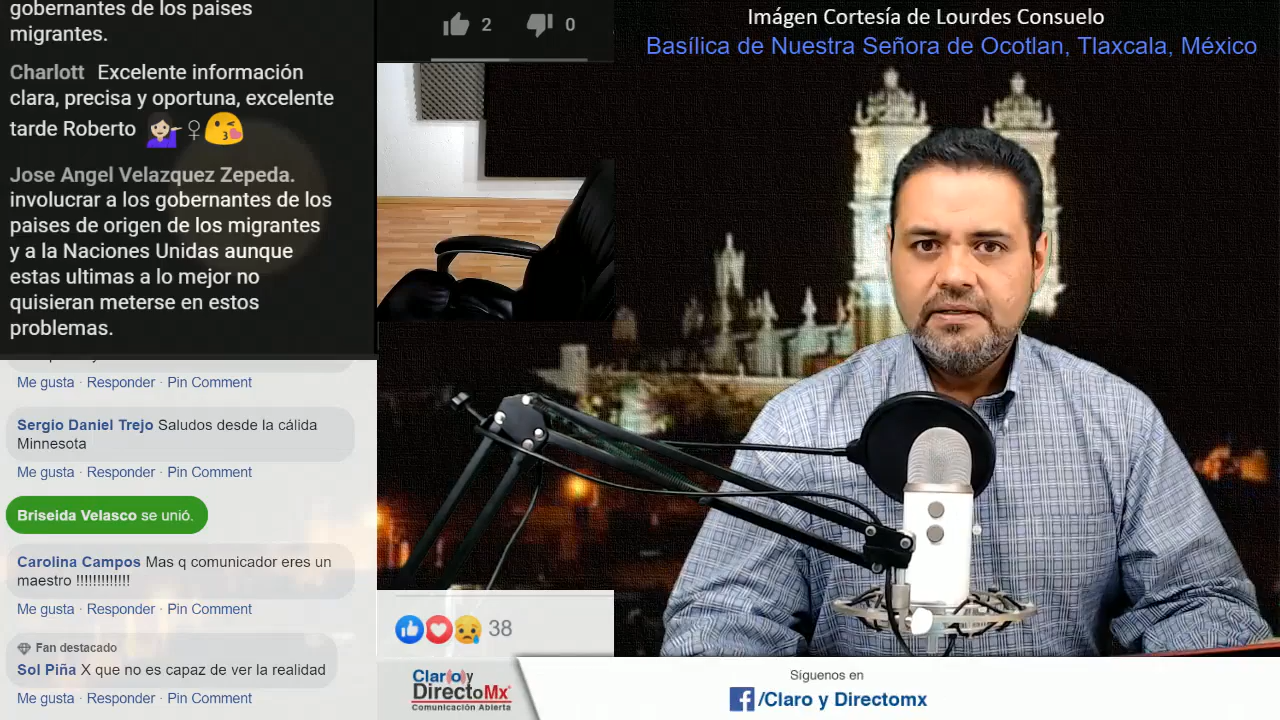 gobernantes de los paises
migrantes.
Charlott Excelente información
clara, precisa y oportuna, excelente
tarde Roberto
Jose Angel Velazquez Zepeda.
involucrar a los gobernantes de los
paises de origen de los migrantes
y a la Naciones Unidas aunque
estas ultimas a lo mejor no
quisieran meterse en estos
problemas.
Me gusta · Responder · Pin Comment
Sergio Daniel Trejo Saludos desde la cálida
Minnesota
Me gusta · Responder · Pin Comment
Briseida Velasco se unió.
Carolina Campos Mas q comunicador eres un
maestro !!!!!!!!!!!!!
Me gusta · Responder · Pin Comment
Fan destacado
Sol Piña X que no es capaz de ver la realidad
Me gusta · Responder · Pin Comment
2 0
38
Imágen Cortesía de Lourdes Consuelo
Basílica de Nuestra Señora de Ocotlan, Tlaxcala, México
Claro y
DirectoMx
Comunicación Abierta
Síguenos en
/Claro y Directomx